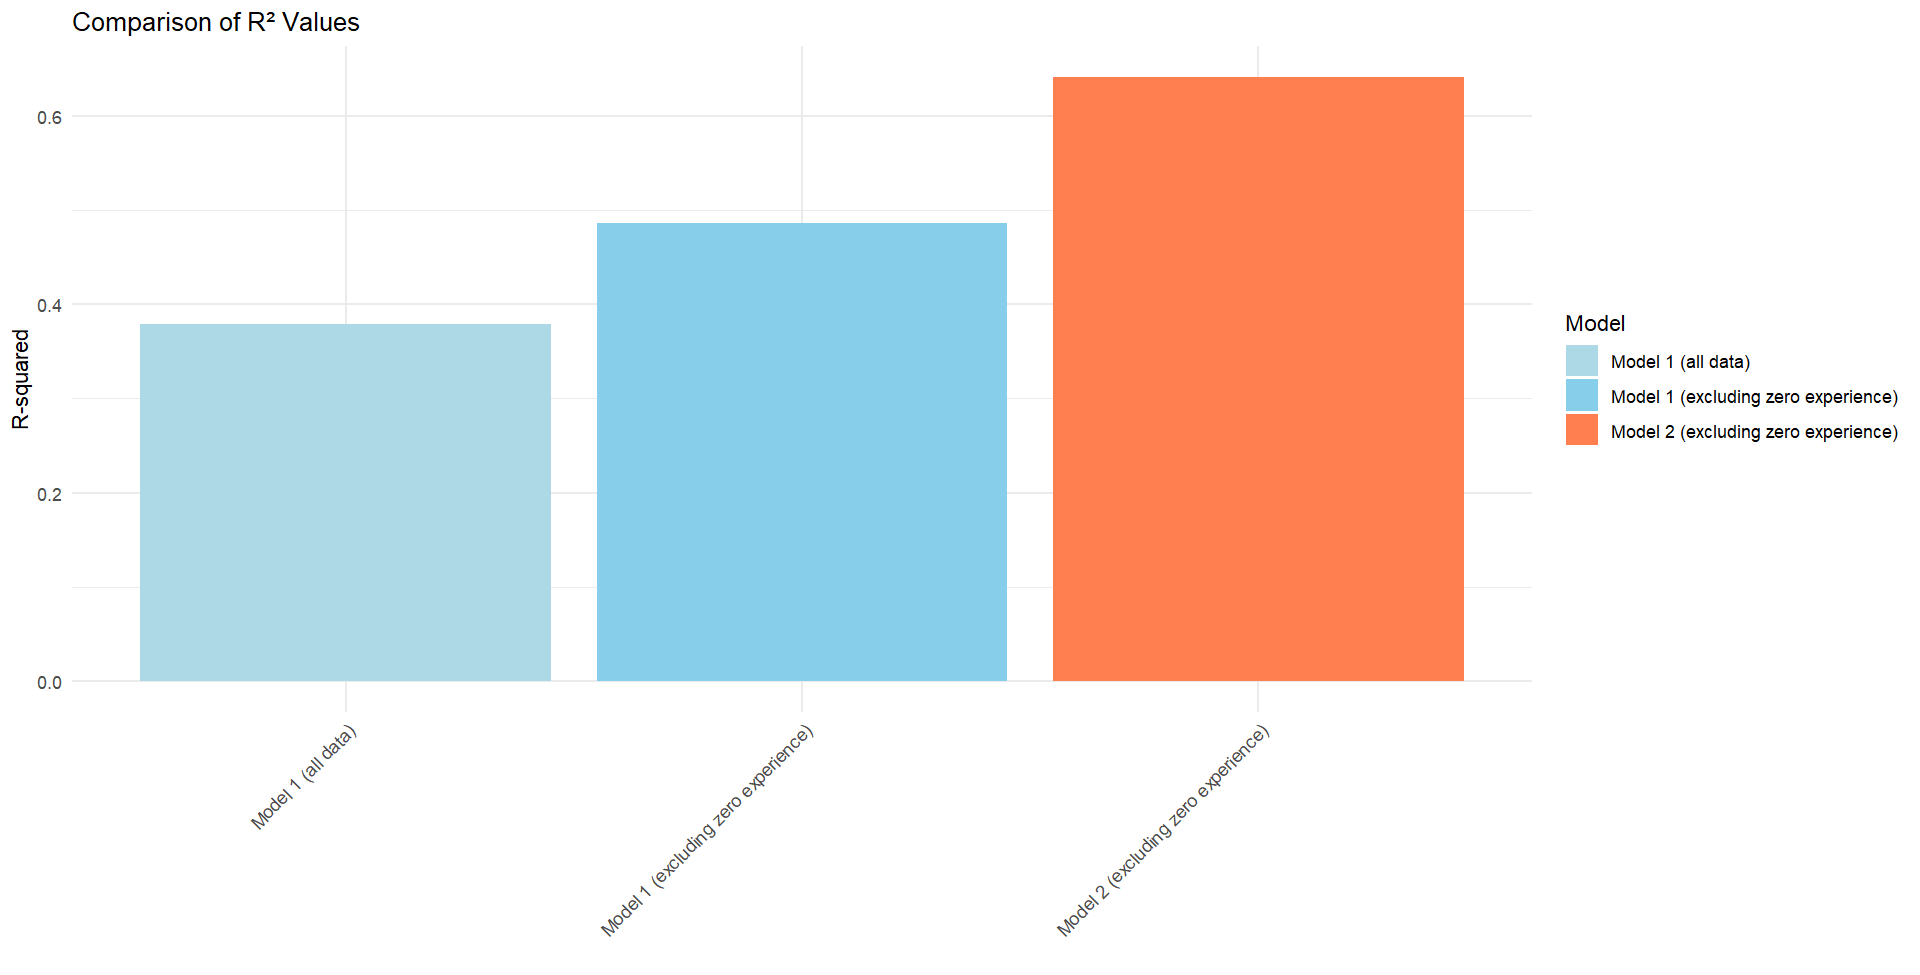 Comparison of R² Values
R-squared
0.6
0.4
0.2
0.0
Model 1 (all data)
Model 1 (excluding zero experience)
Model 2 (excluding zero experience)
Model
Model 1 (all data)
Model 1 (excluding zero experience)
Model 2 (excluding zero experience)